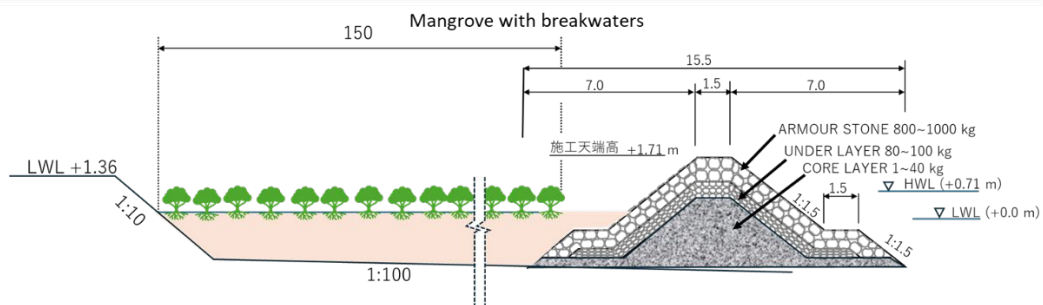 Mangrove with breakwaters
150
15.5
7.0
1.5
7.0
ARMOUR STONE 800~1000 kg
施工天端高 +1.71 m
UNDER LAYER 80~100 kg
CORE LAYER 1~40 kg
LWL +1.36
1.5
HWL (+0.71 m)
LWL (+0.0 m)
1:10
1:1.5
1:1.5
1:100